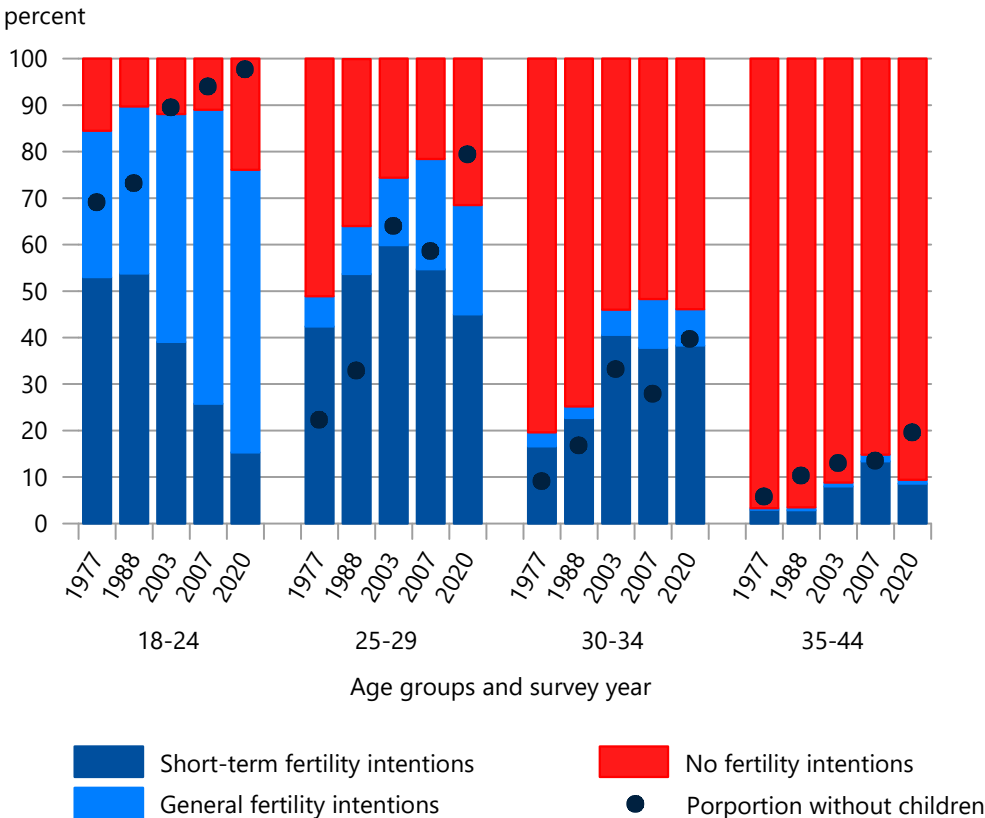 percent
100
90
80
70
60
50
40
30
20
10
0
1977 1988 2003 2007 2020 1977 1988 2003 2007 2020 1977 1988 2003 2007 2020 1977 1988 2003 2007 2020
18-24 25-29 30-34 35-44
Age groups and survey year
Short-term fertility intentions No fertility intentions
General fertility intentions Porportion without children